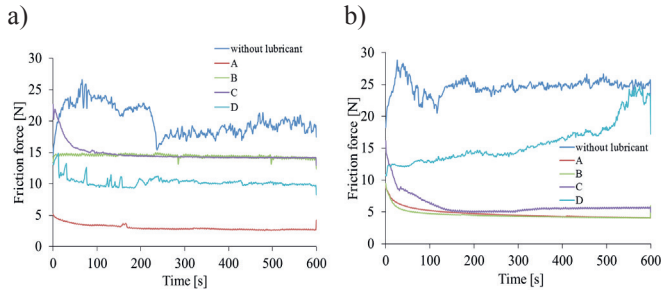 a)
Friction force [N]
30
25
20
15
10
5
0
0 100 200 300 400 500 600
Time [s]
without lubricant
A
B
C
D
b)
Friction force [N]
30
25
20
15
10
5
0
0 100 200 300 400 500 600
Time [s]
without lubricant
A
B
C
D